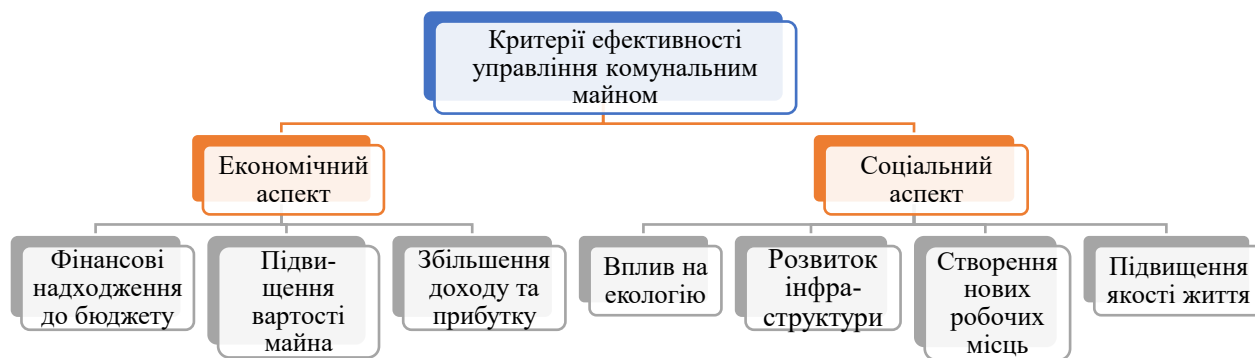 Критерії ефективності
управління комунальним
майном
Економічний
аспект
Соціальний
аспект
Фінансові
надходження
до бюджету
Підви-
щення
вартості
майна
Збільшення
доходу та
прибутку
Вплив на
екологію
Розвиток
інфра-
структури
Створення
нових
робочих
місць
Підвищення
якості життя